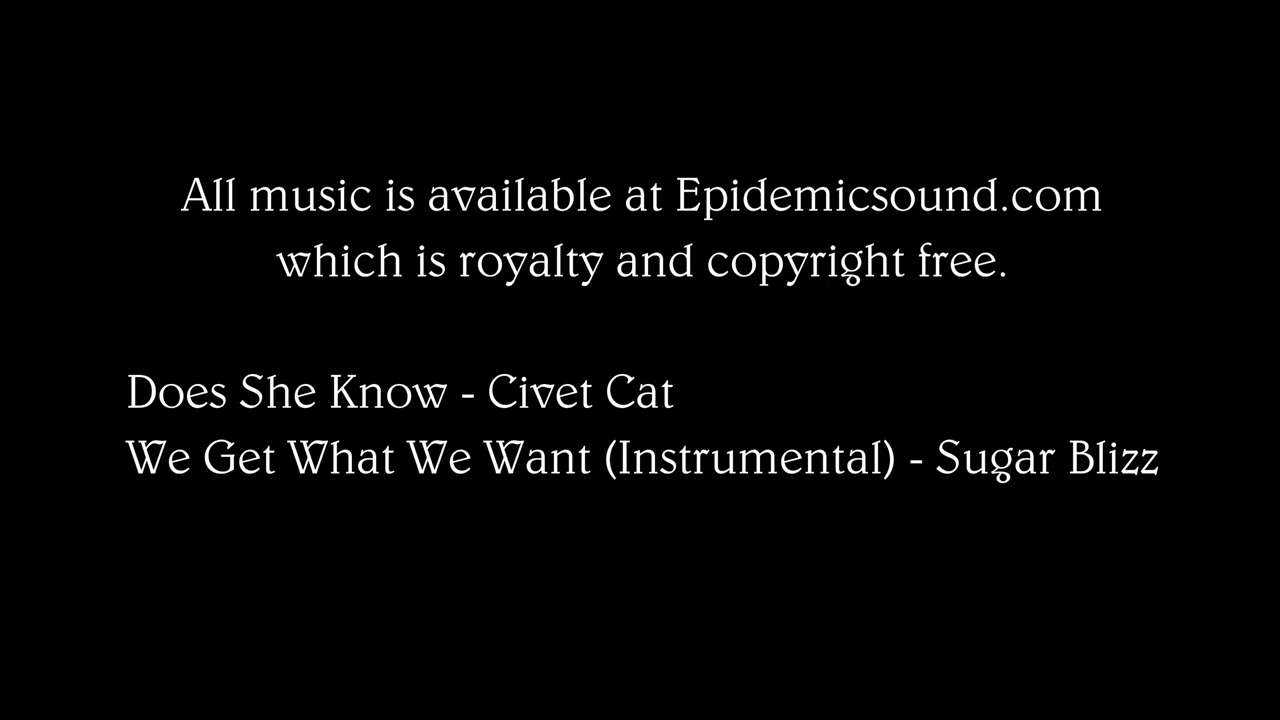 All music is available at Epidemicsound.com
which is royalty and copyright free.
Does She Know - Civet Cat
We Get What We Want (Instrumental) - Sugar Blizz